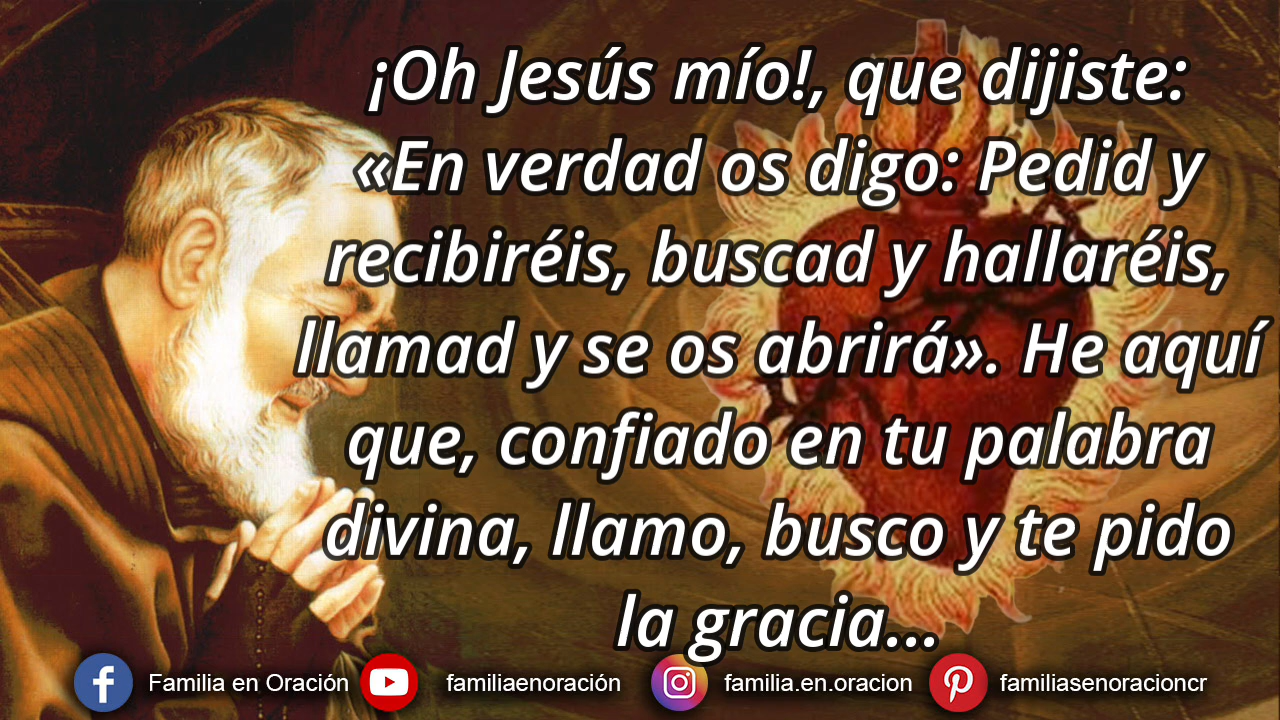 ¡Oh Jesús mío!, que dijiste:
«En verdad os digo: Pedid y
recibiréis, buscad y hallaréis,
llamad y se os abrirá». He aquí
que, confiado en tu palabra
divina, llamo, busco y te pido
la gracia...
Familia en Oración
familiaenoración
familia.en.oracion
familiasenoracioncr